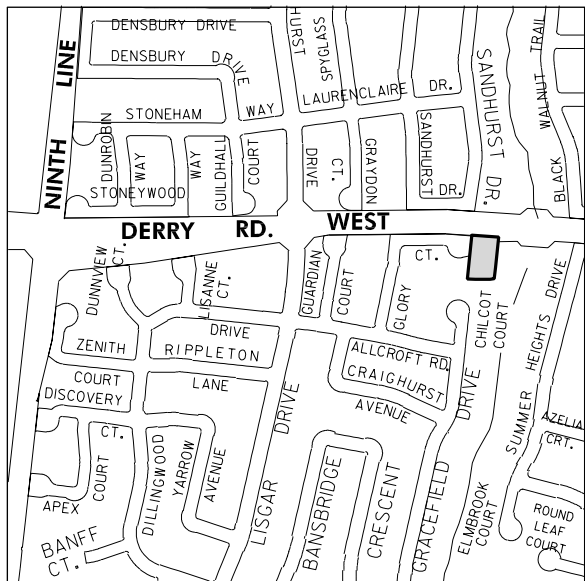 DENSBURY DRIVE
DENSBURY DRIVE
HURST
SPYGLASS
NINTH LINE
STONEHAM WAY
LAURENCLAIRE DR.
SANDHURST DR.
WALNUT TRAIL
BLACK
DUNROBIN
WAY
WAY
GUILDHALL
COURT
DRIVE
CT.
GRAYDON
SANDHURST
DR.
STONEYWOOD
DERRY RD. WEST
DUNNVIEW CT.
LISANNE CT.
GUARDIAN
COURT
GLORY
CT.
CHILCOT COURT
SUMMER HEIGHTS DRIVE
ZENITH
DRIVE
RIPPLETON
ALLCROFT RD.
CRAIGHURST
AVENUE
COURT
DISCOVERY
LANE
CT.
COURT
APEX
BANFF CT.
DILLINGWOOD
YARROW
AVENUE
LISGAR DRIVE
BANSBRIDGE
CRESCENT
GRACEFIELD DRIVE
ELMBROOK COURT
AZELIA
CRT.
ROUND
LEAF
COURT